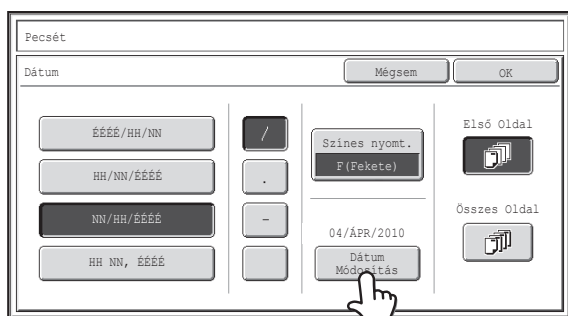 Pecsét
Dátum
Mégsem
OK
ÉÉÉÉ/HH/NN
HH/NN/ÉÉÉÉ
NN/HH/ÉÉÉÉ
HH NN, ÉÉÉÉ
/
.
-
Színes nyomt.
F(Fekete)
04/ÁPR/2010
Dátum
Módosítás
Első Oldal
Összes Oldal